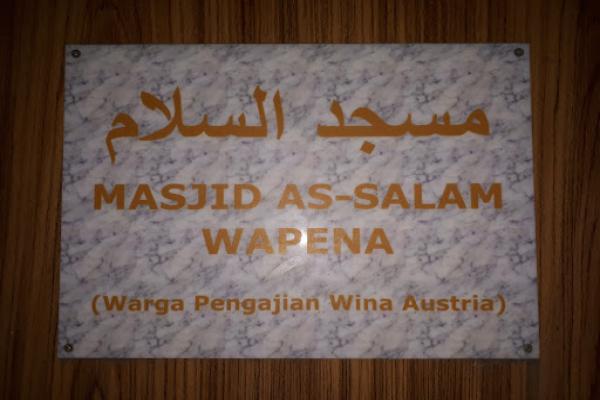 مسجد السلام
MASJID AS-SALAM
WAPENA
(Warga Pengajian Wina Austria)